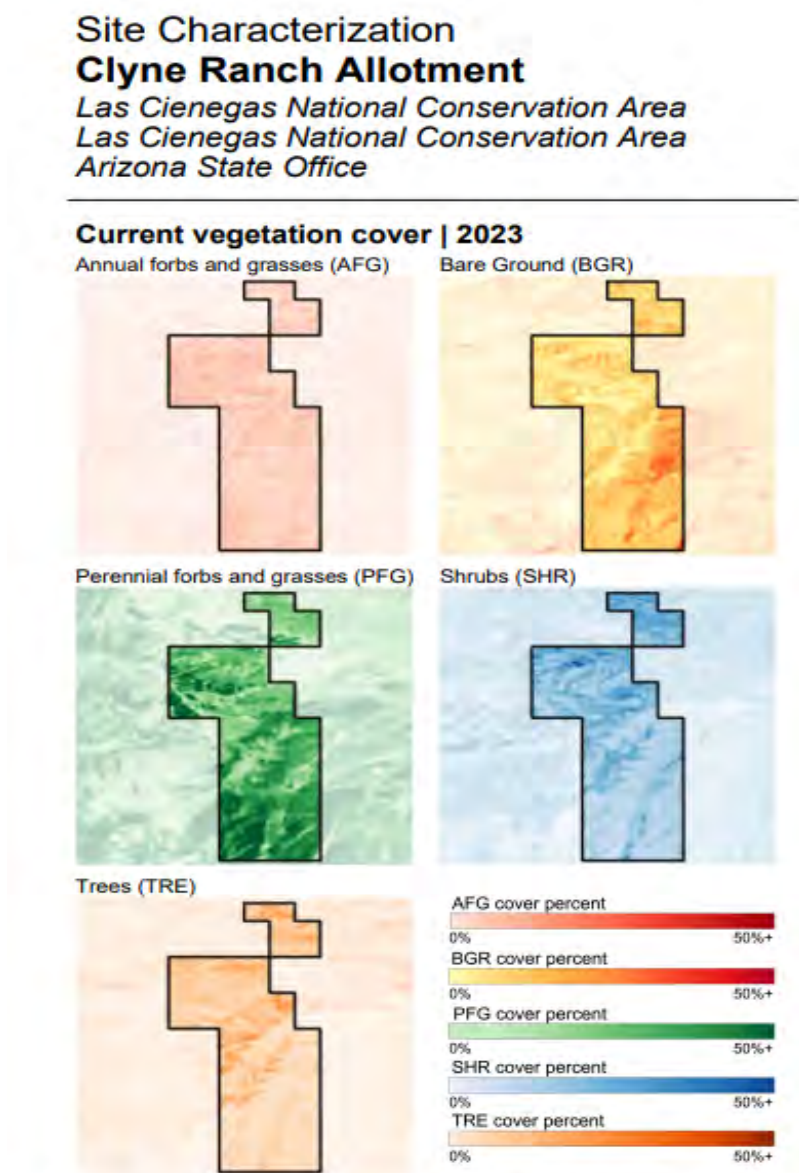 Site Characterization
Clyne Ranch Allotment
Las Cienegas National Conservation Area
Las Cienegas National Conservation Area
Arizona State Office
Current vegetation cover | 2023
Annual forbs and grasses (AFG)
Bare Ground (BGR)
Perennial forbs and grasses (PFG)
Shrubs (SHR)
Trees (TRE)
AFG cover percent
0% 50%+
BGR cover percent
0% 50%+
PFG cover percent
0% 50%+
SHR cover percent
0% 50%+
TRE cover percent
0% 50%+